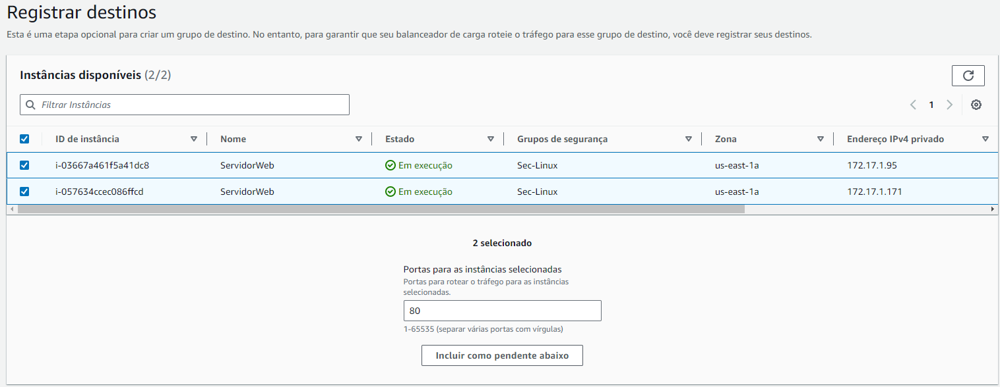 Registrar destinos
Esta é uma etapa opcional para criar um grupo de destino. No entanto, para garantir que seu balanceador de carga roteie o tráfego para esse grupo de destino, você deve registrar seus destinos.
Instâncias disponíveis (2/2)
Filtrar Instâncias
1
ID de instância Nome Estado Grupos de segurança Zona Endereço IPv4 privado
i-03667a461f5a41dc8 ServidorWeb Em execução Sec-Linux us-east-1a 172.17.1.95
i-057634ccec086ffcd ServidorWeb Em execução Sec-Linux us-east-1a 172.17.1.171
2 selecionado
Portas para as instâncias selecionadas
Portas para rotear o tráfego para as instâncias
selecionadas.
80
1-65535 (separar várias portas com vírgulas)
Incluir como pendente abaixo